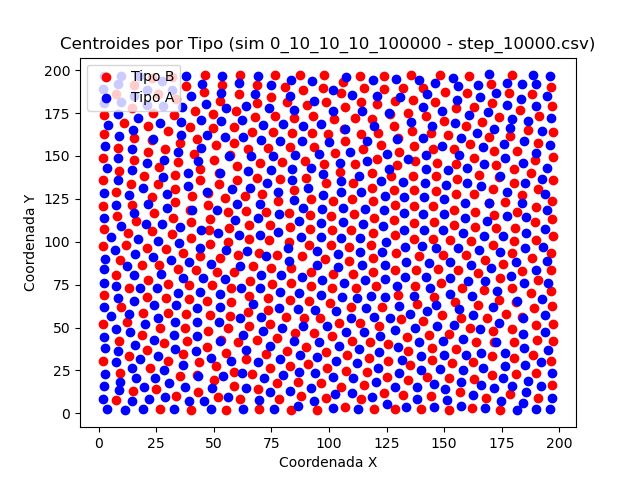 Centroides por Tipo (sim 0_10_10_10_100000 - step_10000.csv)
Tipo B
Tipo A
Coordenada Y
200
175
150
125
100
75
50
25
0
0 25 50 75 100 125 150 175 200
Coordenada X